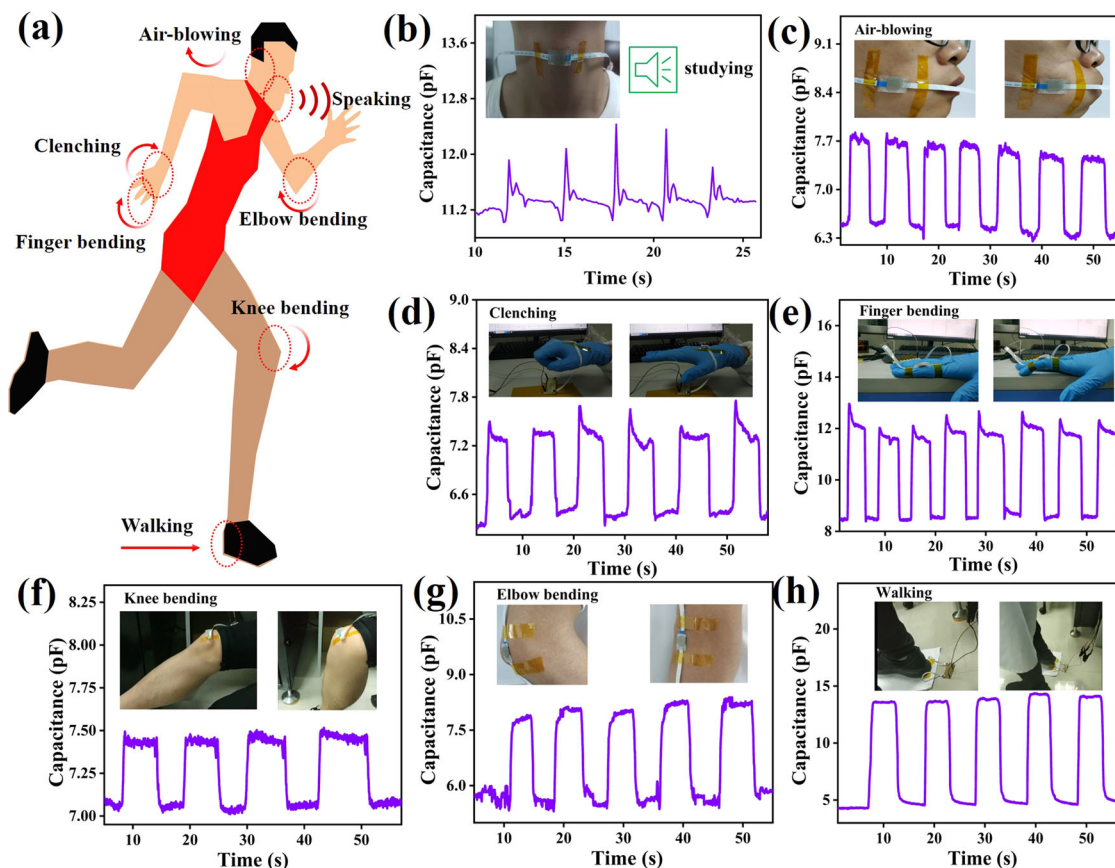 (a)
Air-blowing
Speaking
Clenching
Elbow bending
Finger bending
Knee bending
Walking
(b)
studying
Capacitance (pF)
13.6
12.8
12.0
11.2
10 15 20 25
Time (s)
(c)
Air-blowing
Capacitance (pF)
9.1
8.4
7.7
7.0
6.3
10 20 30 40 50
Time (s)
(d)
Clenching
Capacitance (pF)
9.0
8.4
7.8
7.2
6.6
10 20 30 40 50
Time (s)
(e)
Finger bending
Capacitance (pF)
16
14
12
10
8
10 20 30 40 50
Time (s)
(f)
Knee bending
Capacitance (pF)
8.25
8.00
7.75
7.50
7.25
7.00
10 20 30 40 50
Time (s)
(g)
Elbow bending
Capacitance (pF)
10.5
9.0
7.5
6.0
10 20 30 40 50
Time (s)
(h)
Walking
Capacitance (pF)
20
15
10
5
10 20 30 40 50
Time (s)